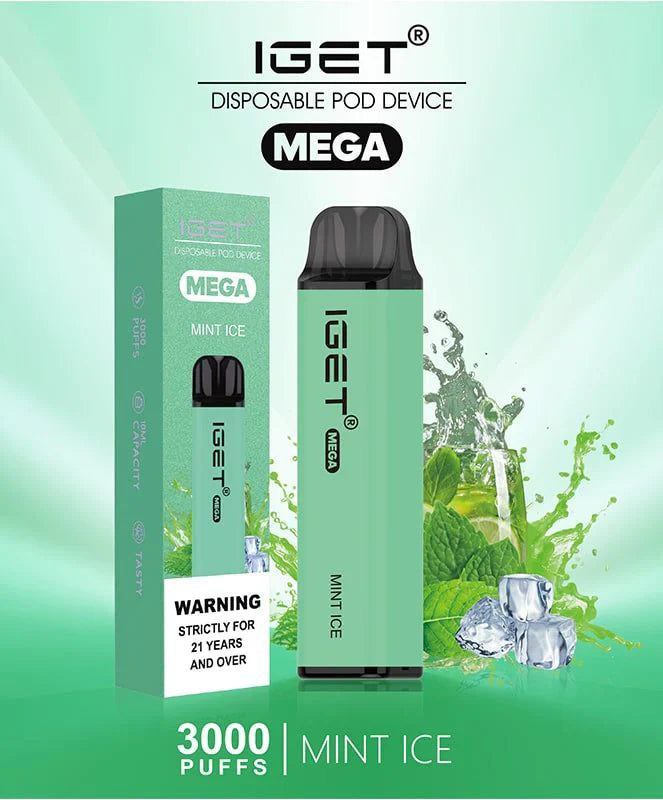 IGET®
DISPOSABLE POD DEVICE
MEGA
IGET®
DISPOSABLE POD DEVICE
MEGA
MINT ICE
IGET®
MEGA
3000
PUFFS
10ML
CAPACITY
TASTY
WARNING
STRICTLY FOR
21 YEARS
AND OVER
IGET®
MEGA
MINT ICE
3000
PUFFS
MINT ICE